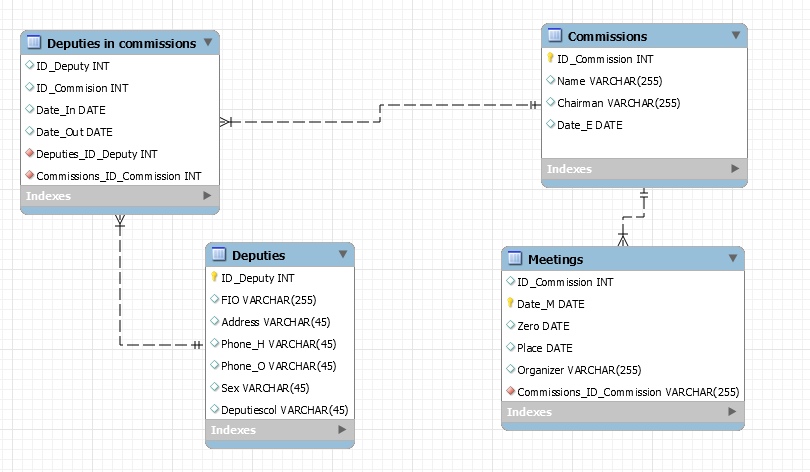 Deputies in commissions
ID_Deputy INT
ID_Commision INT
Date_In DATE
Date_Out DATE
Deputies_ID_Deputy INT
Commissions_ID_Commission INT
Indexes
Commissions
ID_Commission INT
Name VARCHAR(255)
Chairman VARCHAR(255)
Date_E DATE
Indexes
Deputies
ID_Deputy INT
FIO VARCHAR(255)
Address VARCHAR(45)
Phone_H VARCHAR(45)
Phone_O VARCHAR(45)
Sex VARCHAR(45)
Deputiescol VARCHAR(45)
Indexes
Meetings
ID_Commission INT
Date_M DATE
Zero DATE
Place DATE
Organizer VARCHAR(255)
Commissions_ID_Commission VARCHAR(255)
Indexes